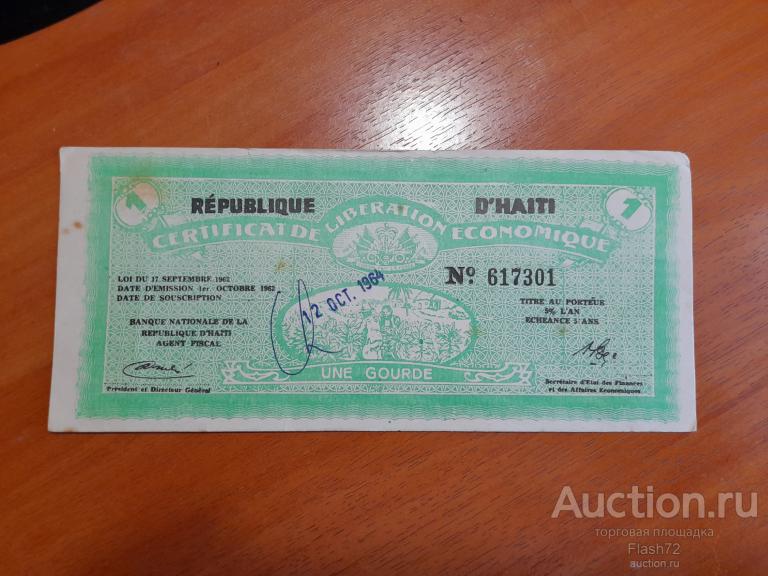 1
1
RÉPUBLIQUE D'HAITI
CERTIFICAT DE LIBERATION ECONOMIQUE
LOI DU 17 SEPTEMBRE 1962
DATE D'EMISSION 1er OCTOBRE 1962
DATE DE SOUSCRIPTION
No. 617301
12 OCT. 1964
BANQUE NATIONALE DE LA
REPUBLIQUE D'HAITI
AGENT FISCAL
TITRE AU PORTEUR
5% L'AN
ECHEANCE 5 ANS
Président et Directeur Général
UNE GOURDE
Secrétaire d'Etat des Finances
et des Affaires Economiques
Auction.ru
торговая площадка
Flash72
auction.ru